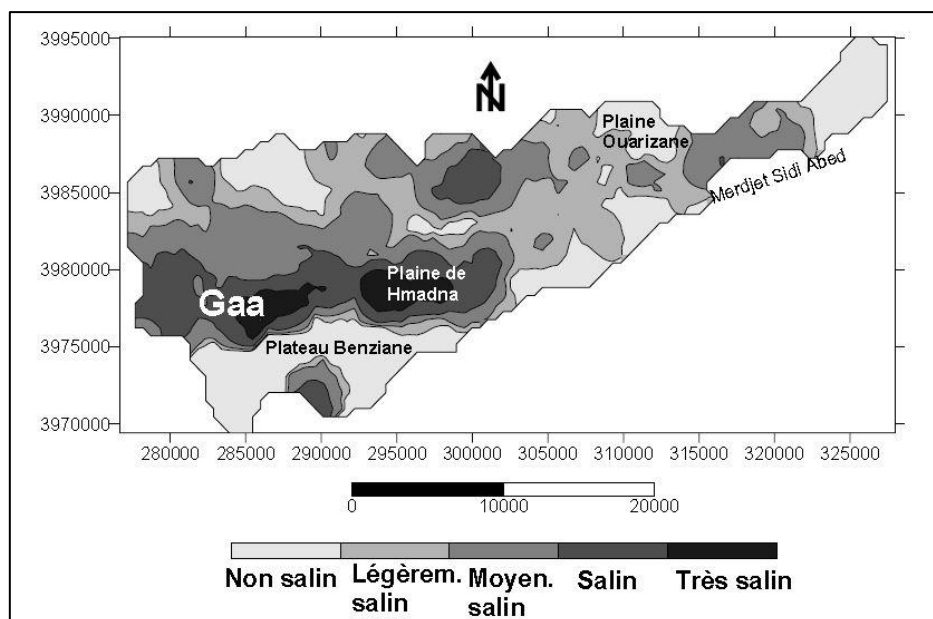 3995000
3990000
3985000
3980000
3975000
3970000
N
Plaine
Ouarizane
Merdjet Sidi Abed
Plaine de
Hmadna
Gaa
Plateau Benziane
280000 285000 290000 295000 300000 305000 310000 315000 320000 325000
0 10000 20000
Non salin
Légèrem.
salin
Moyen.
salin
Salin
Très salin